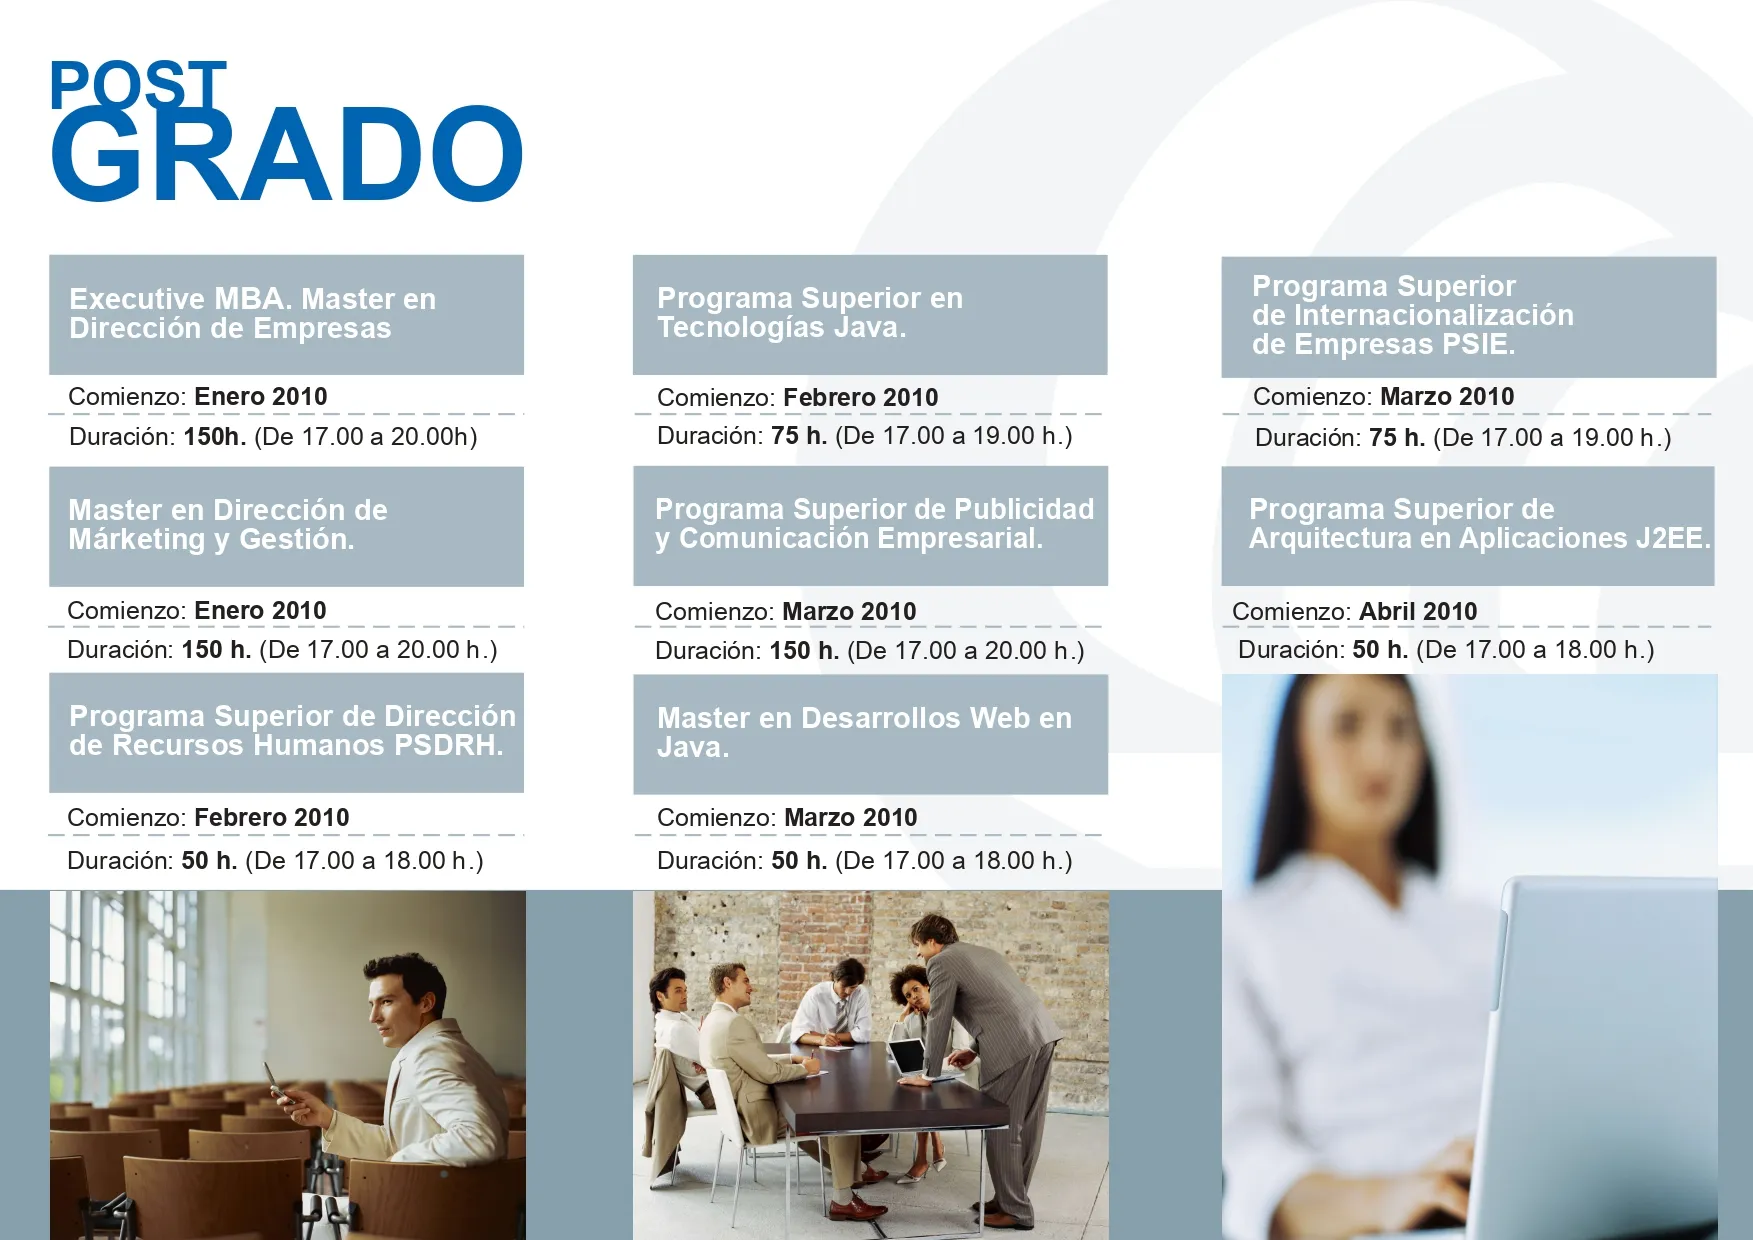 POST
GRADO
Executive MBA. Master en
Dirección de Empresas
Comienzo: Enero 2010
Duración: 150h. (De 17.00 a 20.00h)
Master en Dirección de
Márketing y Gestión.
Comienzo: Enero 2010
Duración: 150 h. (De 17.00 a 20.00 h.)
Programa Superior de Dirección
de Recursos Humanos PSDRH.
Comienzo: Febrero 2010
Duración: 50 h. (De 17.00 a 18.00 h.)
Programa Superior en
Tecnologías Java.
Comienzo: Febrero 2010
Duración: 75 h. (De 17.00 a 19.00 h.)
Programa Superior de Publicidad
y Comunicación Empresarial.
Comienzo: Marzo 2010
Duración: 150 h. (De 17.00 a 20.00 h.)
Master en Desarrollos Web en
Java.
Comienzo: Marzo 2010
Duración: 50 h. (De 17.00 a 18.00 h.)
Programa Superior
de Internacionalización
de Empresas PSIE.
Comienzo: Marzo 2010
Duración: 75 h. (De 17.00 a 19.00 h.)
Programa Superior de
Arquitectura en Aplicaciones J2EE.
Comienzo: Abril 2010
Duración: 50 h. (De 17.00 a 18.00 h.)